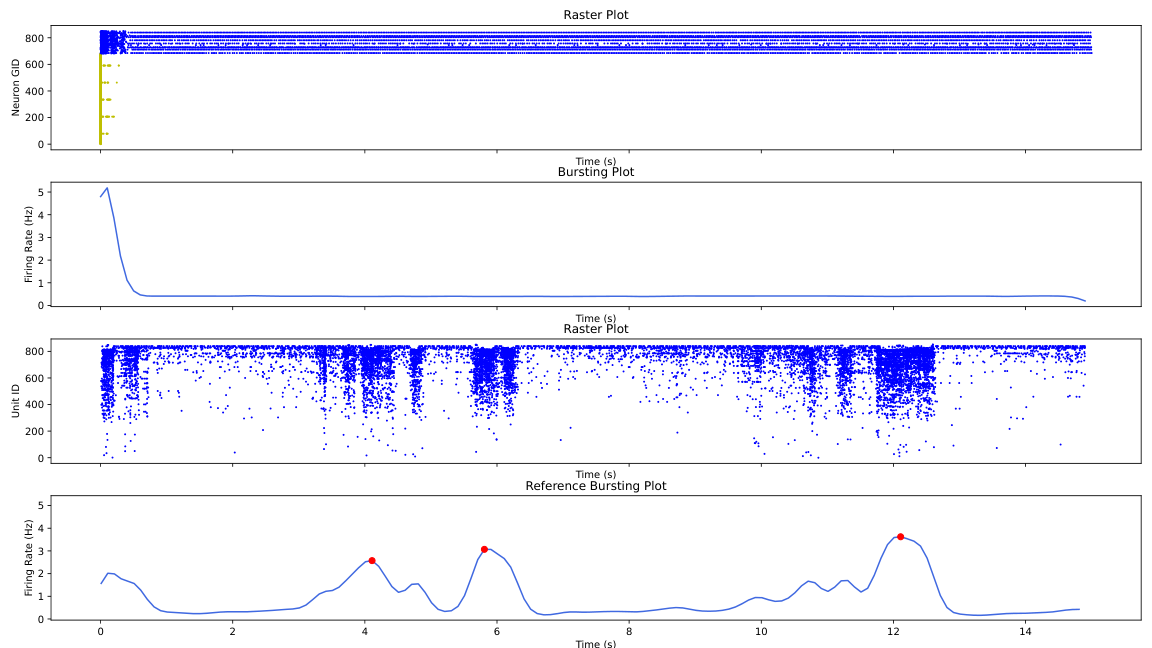 Raster Plot
Neuron GID
800
600
400
200
0
Time (s)
Bursting Plot
Firing Rate (Hz)
5
4
3
2
1
0
Time (s)
Raster Plot
Unit ID
800
600
400
200
0
Time (s)
Reference Bursting Plot
Firing Rate (Hz)
5
4
3
2
1
0
0 2 4 6 8 10 12 14
Time (s)